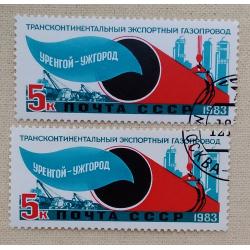 ТРАНСКОНТИНЕНТАЛЬНЫЙ ЭКСПОРТНЫЙ ГАЗОПРОВОД
УРЕНГОЙ-УЖГОРОД
5к ПОЧТА СССР 1983
ТРАНСКОНТИНЕНТАЛЬНЫЙ ЭКСПОРТНЫЙ ГАЗОПРОВОД
УРЕНГОЙ-УЖГОРОД
5к ПОЧТА СССР 1983